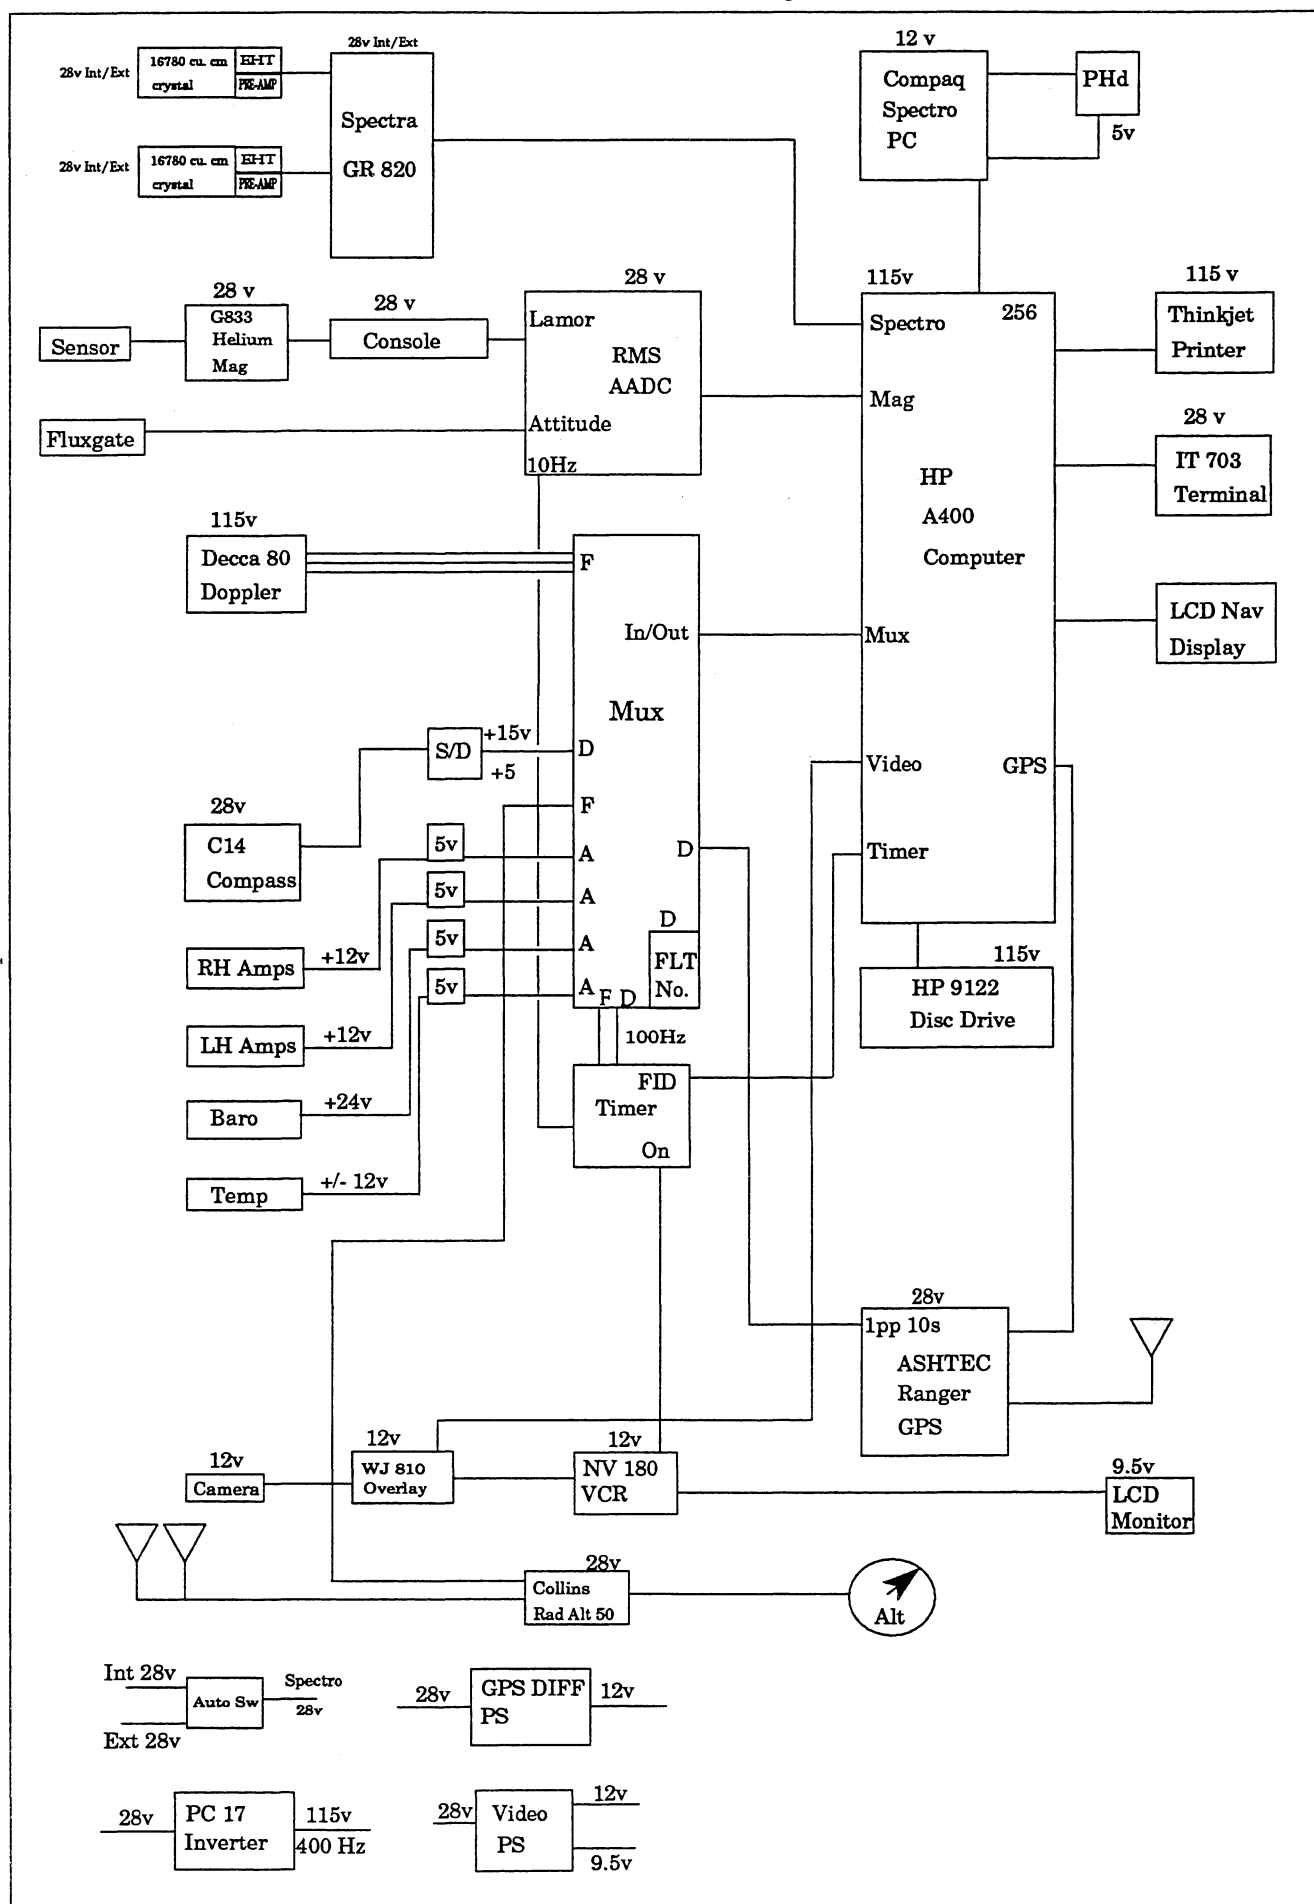 28v Int/Ext
16780 cu. cm
crystal
EHT
PRE-AMP
28v Int/Ext
16780 cu. cm
crystal
EHT
PRE-AMP
28v Int/Ext
Spectra
GR 820
12 v
Compaq
Spectro
PC
PHd
5v
28 v
G833
Helium
Mag
Sensor
28 v
Console
Fluxgate
28 v
Lamor
RMS
AADC
Attitude
10Hz
115v
256
Spectro
Mag
HP
A400
Computer
Mux
Video
GPS
Timer
115 v
Thinkjet
Printer
28 v
IT 703
Terminal
LCD Nav
Display
115v
Decca 80
Doppler
F
In/Out
Mux
D
F
A
A
A
A
F D
D
D
FLT
No.
S/D
+15v
+5
28v
C14
Compass
5v
5v
5v
5v
RH Amps
+12v
LH Amps
+12v
Baro
+24v
Temp
+/- 12v
100Hz
FID
Timer
On
115v
HP 9122
Disc Drive
28v
1pp 10s
ASHTEC
Ranger
GPS
12v
Camera
12v
WJ 810
Overlay
12v
NV 180
VCR
9.5v
LCD
Monitor
28v
Collins
Rad Alt 50
Alt
Int 28v
Ext 28v
Auto Sw
Spectro
28v
28v
GPS DIFF
PS
12v
28v
PC 17
Inverter
115v
400 Hz
28v
Video
PS
12v
9.5v